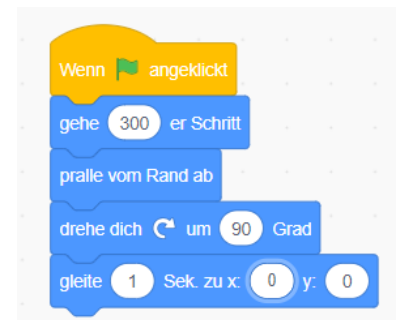 Wenn angeklickt
gehe 300 er Schritt
pralle vom Rand ab
drehe dich um 90 Grad
gleite 1 Sek. zu x: 0 y: 0